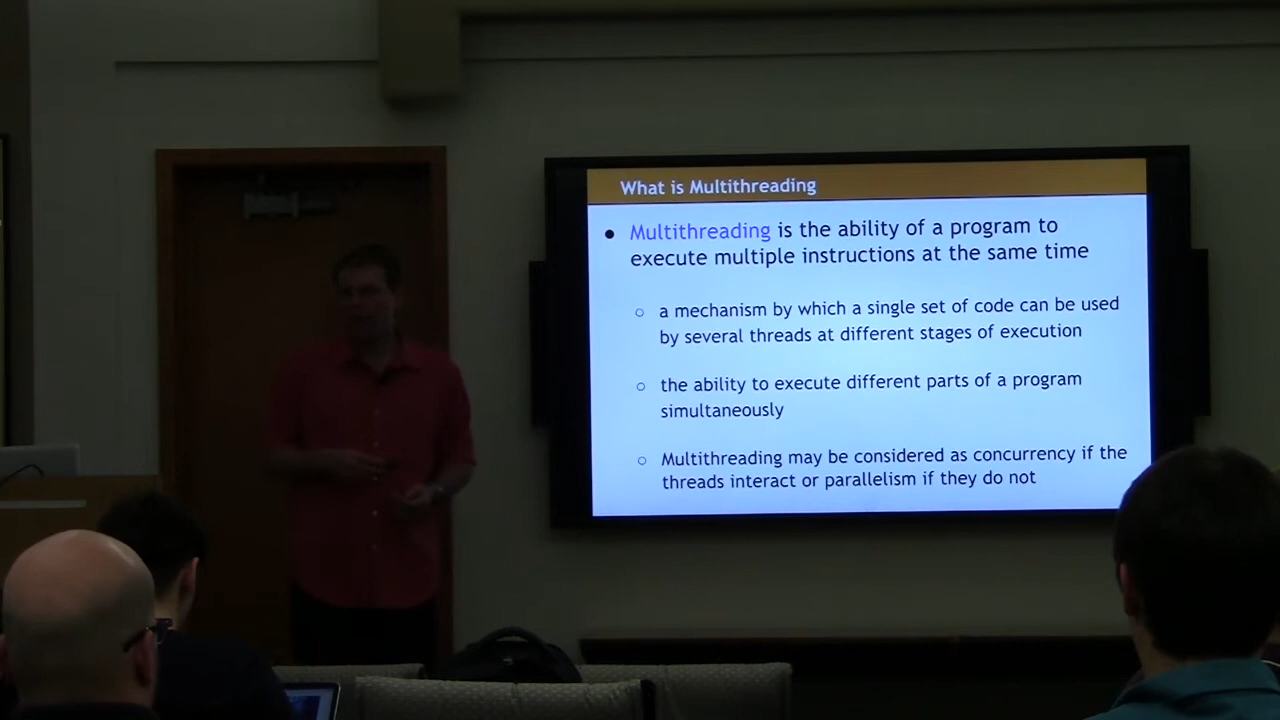 What is Multithreading
● Multithreading is the ability of a program to
execute multiple instructions at the same time
○ a mechanism by which a single set of code can be used
by several threads at different stages of execution
○ the ability to execute different parts of a program
simultaneously
○ Multithreading may be considered as concurrency if the
threads interact or parallelism if they do not